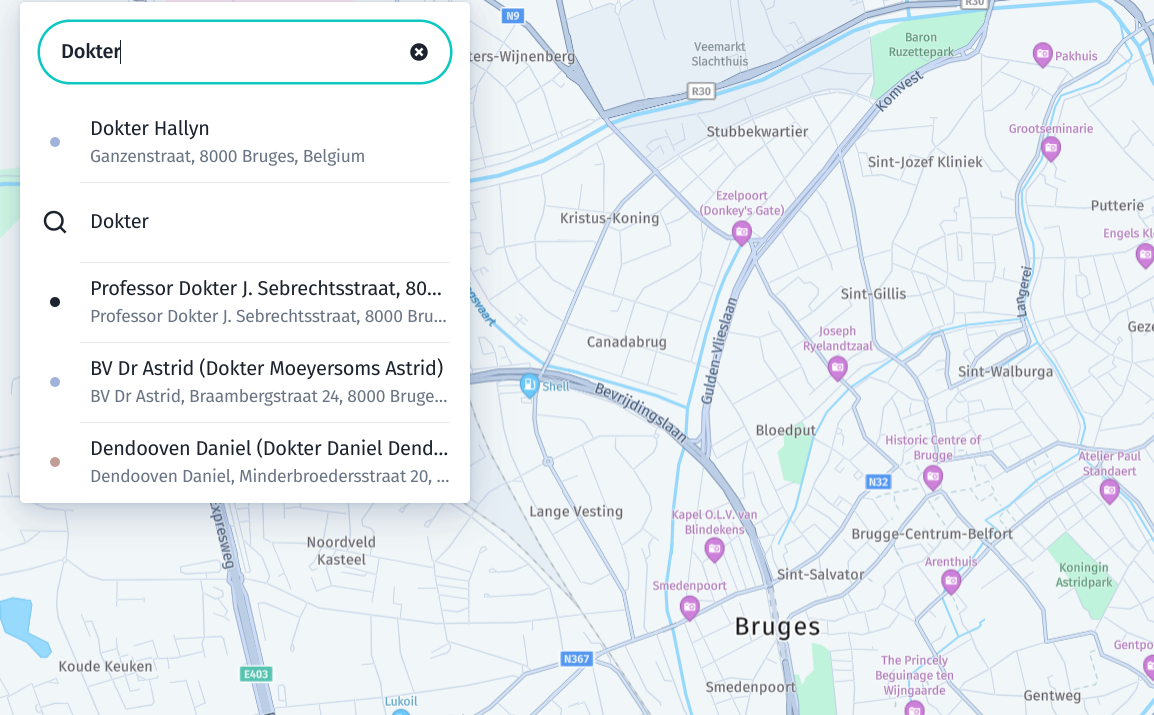 Dokter
Dokter Hallyn
Ganzenstraat, 8000 Bruges, Belgium
Dokter
Professor Dokter J. Sebrechtsstraat, 80...
Professor Dokter J. Sebrechtsstraat, 8000 Bru...
BV Dr Astrid (Dokter Moeyersoms Astrid)
BV Dr Astrid, Braambergstraat 24, 8000 Bruge...
Dendooven Daniel (Dokter Daniel Dend...
Dendooven Daniel, Minderbroedersstraat 20, ...
N9
R30
ters-Wijnenberg
Veemarkt
Slachthuis
Baron
Ruzettepark
Pakhuis
R30
Komvest
Stubbekwartier
Grootseminarie
Sint-Jozef Kliniek
Ezelpoort
(Donkey's Gate)
Kristus-Koning
Putterie
Engels Kl
Sint-Gillis
Langerei
Gulden-Vlieslaan
Canadabrug
Joseph
Ryelandtzaal
Geze
Sint-Walburga
Shell
Bevrijdingslaan
Bloedput
Historic Centre of
Brugge
N32
Atelier Paul
Standaert
Lange Vesting
Kapel O.L.V. van
Blindekens
Brugge-Centrum-Belfort
Expresweg
Noordveld
Kasteel
Sint-Salvator
Arenthuis
Koningin
Astridpark
Smedenpoort
Bruges
Koude Keuken
E403
N367
Gentpo
The Princely
Beguinage ten
Wijngaarde
Smedenpoort
Gentweg
Lukoil